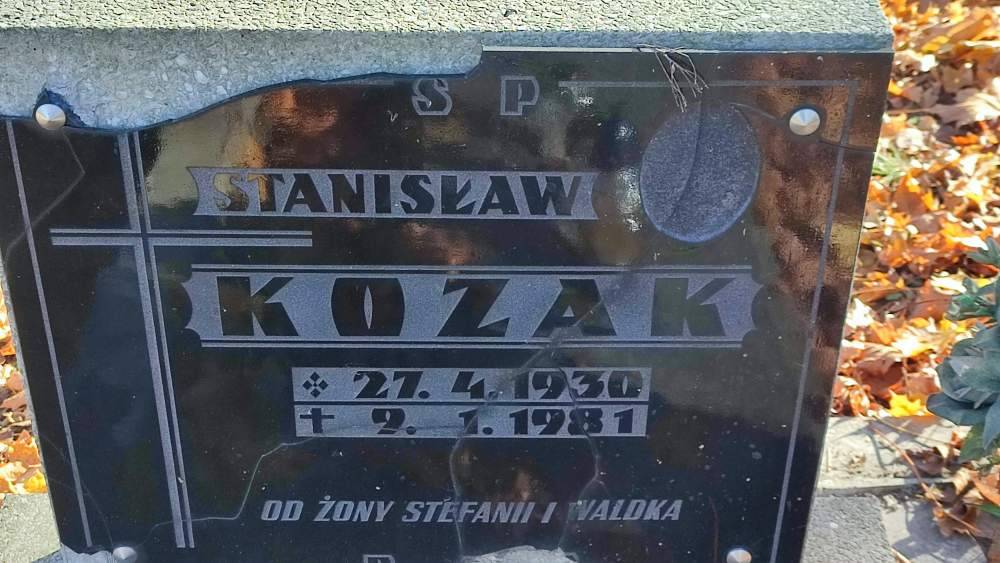 S P
STANISŁAW
KOZAK
27. 4. 1930
9. 1. 1981
OD ŻONY STEFANII I WALDKA